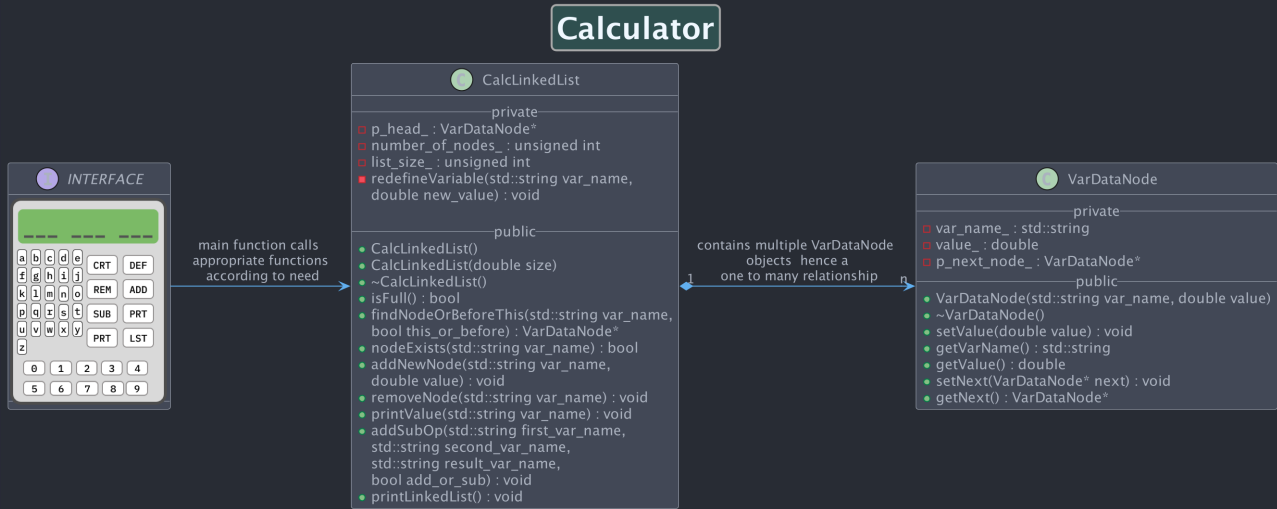 Calculator
INTERFACE
a b c d e
f g h i j
k l m n o
p q r s t
u v w x y
z
CRT DEF
REM ADD
SUB PRT
PRT LST
0 1 2 3 4
5 6 7 8 9
main function calls
appropriate functions
according to need
C CalcLinkedList
private
p_head_ : VarDataNode*
number_of_nodes_ : unsigned int
list_size_ : unsigned int
redefineVariable(std::string var_name,
double new_value) : void
public
CalcLinkedList()
CalcLinkedList(double size)
~CalcLinkedList()
isFull() : bool
findNodeOrBeforeThis(std::string var_name,
bool this_or_before) : VarDataNode*
nodeExists(std::string var_name) : bool
addNewNode(std::string var_name,
double value) : void
removeNode(std::string var_name) : void
printValue(std::string var_name) : void
addSubOp(std::string first_var_name,
std::string second_var_name,
std::string result_var_name,
bool add_or_sub) : void
printLinkedList() : void
contains multiple VarDataNode
objects hence a
one to many relationship
1 n
C VarDataNode
private
var_name_ : std::string
value_ : double
p_next_node_ : VarDataNode*
public
VarDataNode(std::string var_name, double value)
~VarDataNode()
setValue(double value) : void
getVarName() : std::string
getValue() : double
setNext(VarDataNode* next) : void
getNext() : VarDataNode*